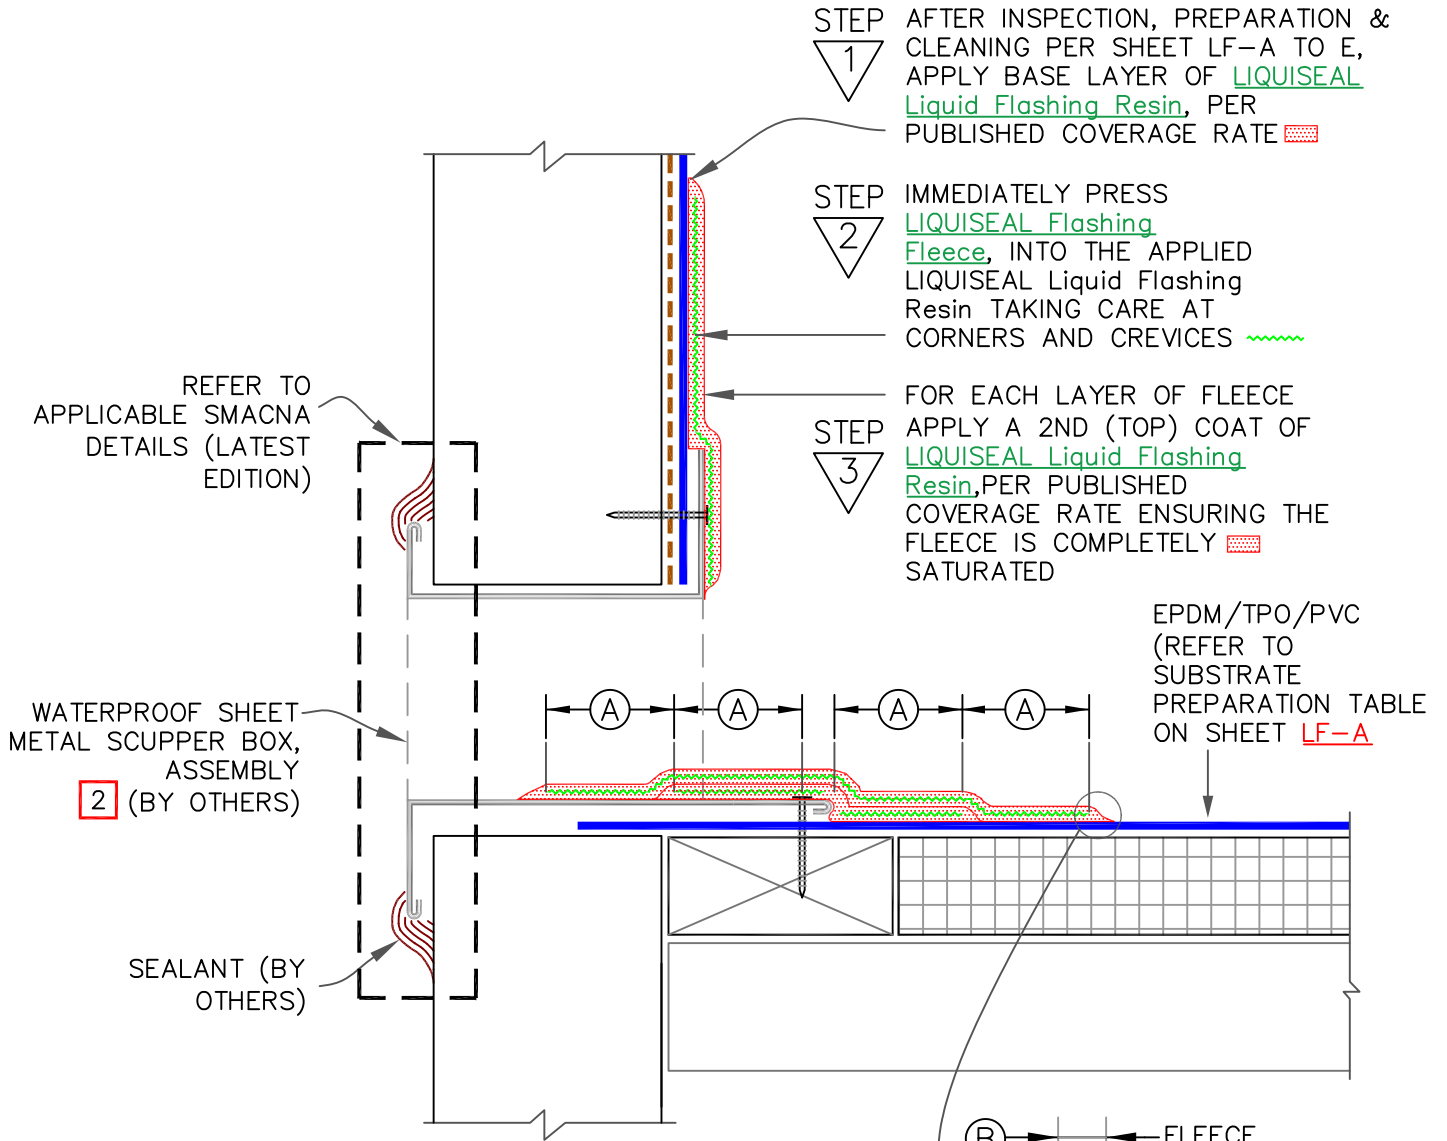 STEP
1
AFTER INSPECTION, PREPARATION &
CLEANING PER SHEET LF-A TO E,
APPLY BASE LAYER OF LIQUISEAL
Liquid Flashing Resin, PER
PUBLISHED COVERAGE RATE
STEP
2
IMMEDIATELY PRESS
LIQUISEAL Flashing
Fleece, INTO THE APPLIED
LIQUISEAL Liquid Flashing
Resin TAKING CARE AT
CORNERS AND CREVICES
STEP
3
FOR EACH LAYER OF FLEECE
APPLY A 2ND (TOP) COAT OF
LIQUISEAL Liquid Flashing
Resin,PER PUBLISHED
COVERAGE RATE ENSURING THE
FLEECE IS COMPLETELY
SATURATED
REFER TO
APPLICABLE SMACNA
DETAILS (LATEST
EDITION)
EPDM/TPO/PVC
(REFER TO
SUBSTRATE
PREPARATION TABLE
ON SHEET LF-A
A A A A
WATERPROOF SHEET
METAL SCUPPER BOX,
ASSEMBLY
2 (BY OTHERS)
SEALANT (BY
OTHERS)
B FLEECE